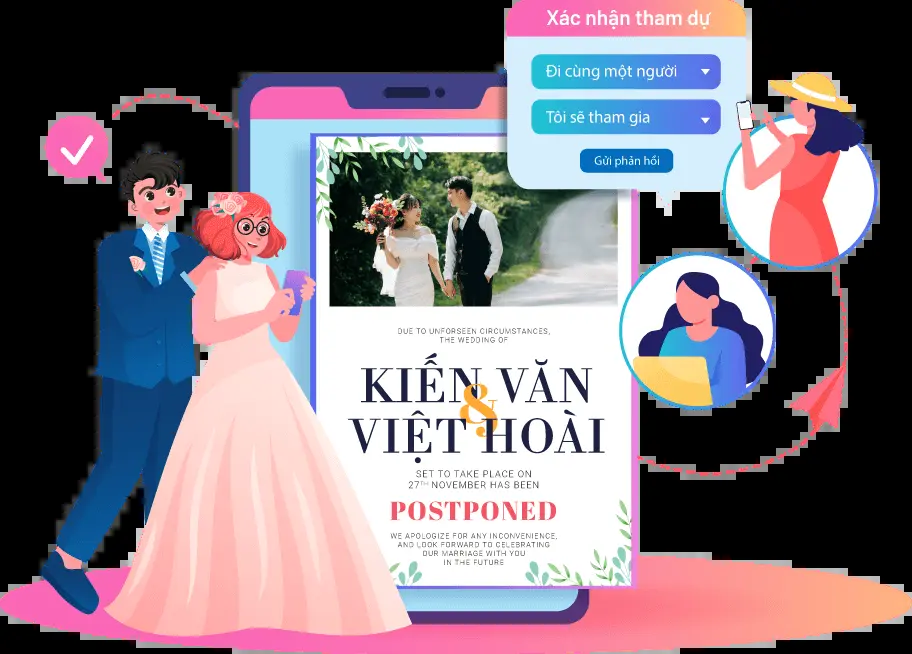 Xác nhận tham dự
Đi cùng một người
Tôi sẽ tham gia
Gửi phản hồi
DUE TO UNFORSEEN CIRCUMSTANCES,
THE WEDDING OF
KIẾN VĂN
&
VIỆT HOÀI
SET TO TAKE PLACE ON
27TH NOVEMBER HAS BEEN
POSTPONED
WE APOLOGIZE FOR ANY INCONVENIENCE,
AND LOOK FORWARD TO CELEBRATING
OUR MARRIAGE WITH YOU
IN THE FUTURE